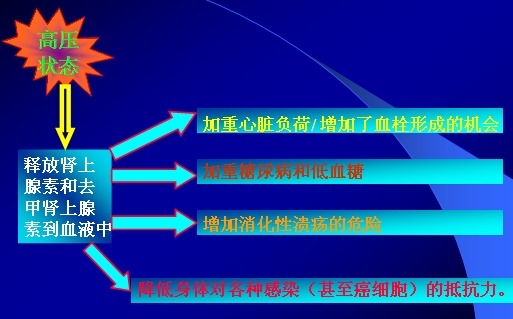 高压
状态
加重心脏负荷/增加了血栓形成的机会
释放肾上
腺素和去
甲肾上腺
素到血液中
加重糖尿病和低血糖
增加消化性溃疡的危险
降低身体对各种感染（甚至癌细胞）的抵抗力。